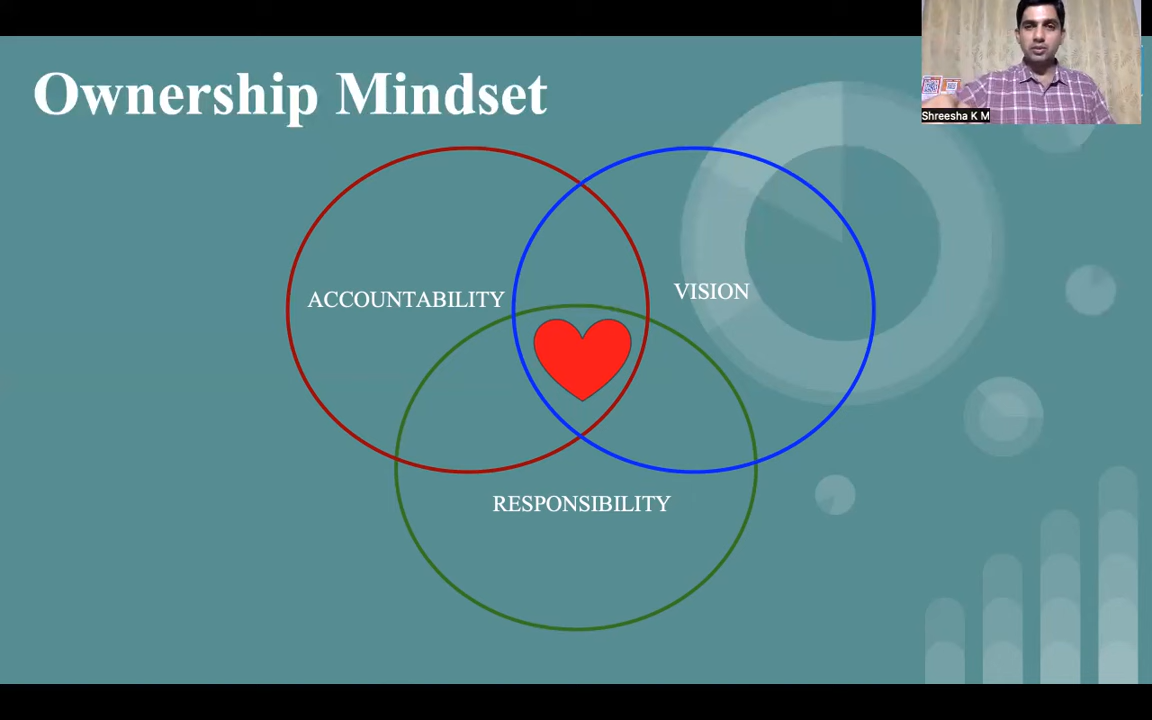 Ownership Mindset
Shreesha K M
ACCOUNTABILITY
VISION
RESPONSIBILITY